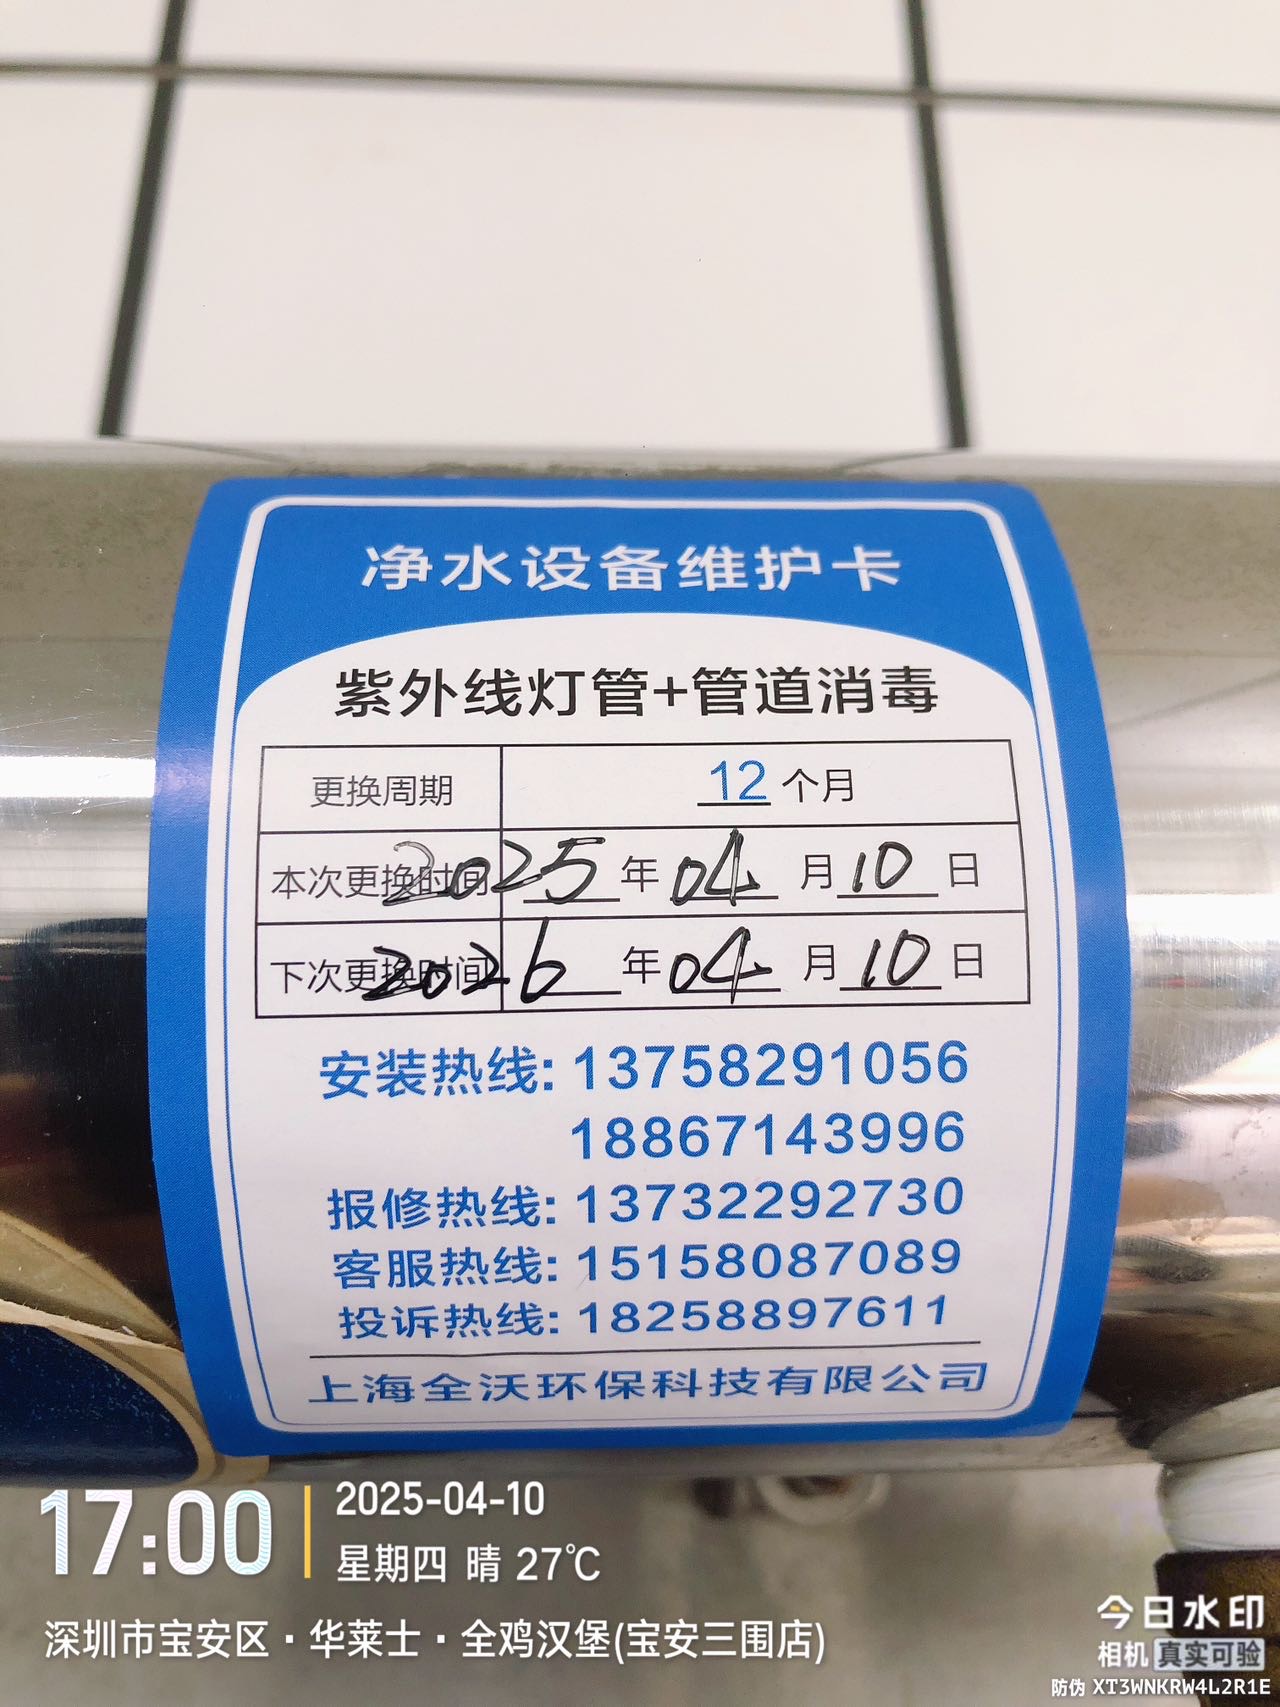 净水设备维护卡
紫外线灯管+管道消毒
更换周期 12 个月
本次更换时间 2025 年 04 月 10 日
下次更换时间 2026 年 04 月 10 日
安装热线: 13758291056
18867143996
报修热线: 13732292730
客服热线: 15158087089
投诉热线: 18258897611
上海全沃环保科技有限公司
17:00
2025-04-10
星期四 晴 27℃
深圳市宝安区·华莱士·全鸡汉堡(宝安三围店)
今日水印
相机 真实可验
防伪 XT3WNKRW4L2R1E